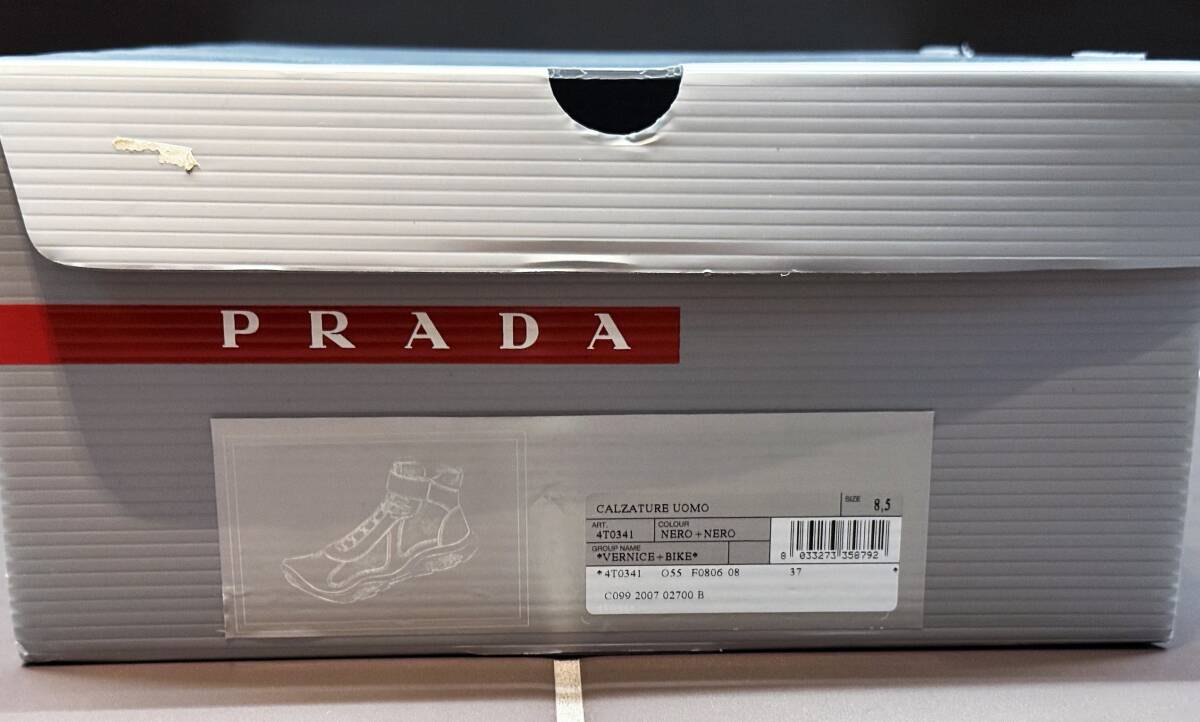 PRADA
CALZATURE UOMO
SIZE 8,5
ART. 4T0341
COLOUR NERO+NERO
GROUP NAME
*VERNICE+BIKE*
8 033273 358792
*4T0341 O55 F0806 08 37 *
C099 2007 02700 B